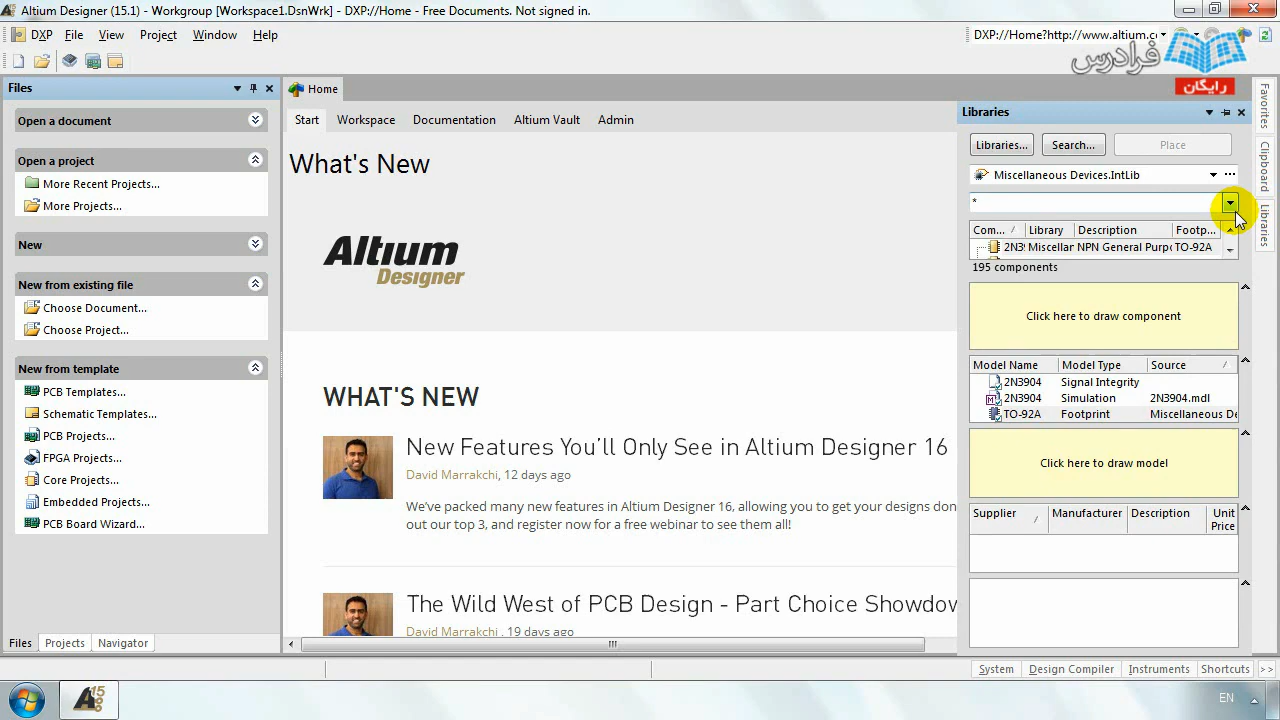 Altium Designer (15.1) - Workgroup [Workspace1.DsnWrk] - DXP://Home - Free Documents. Not signed in.
DXP File View Project Window Help
DXP://Home?http://www.altium.c
فرادرس
رایگان
Files
Open a document
Open a project
More Recent Projects...
More Projects...
New
New from existing file
Choose Document...
Choose Project...
New from template
PCB Templates...
Schematic Templates...
PCB Projects...
FPGA Projects...
Core Projects...
Embedded Projects...
PCB Board Wizard...
Files Projects Navigator
Home
Start Workspace Documentation Altium Vault Admin
What's New
Altium
Designer
WHAT'S NEW
New Features You'll Only See in Altium Designer 16
David Marrakchi, 12 days ago
We've packed many new features in Altium Designer 16, allowing you to get your designs don
out our top 3, and register now for a free webinar to see them all!
The Wild West of PCB Design - Part Choice Showdow
David Marrakchi , 19 days ago
Libraries
Libraries... Search... Place
Miscellaneous Devices.IntLib
*
Com... Library Description Footp...
2N3! Miscellar NPN General Purpc TO-92A
195 components
Click here to draw component
Model Name Model Type Source
2N3904 Signal Integrity
2N3904 Simulation 2N3904.mdl
TO-92A Footprint Miscellaneous De
Click here to draw model
Supplier Manufacturer Description Unit Price
Favorites
Clipboard
Libraries
System Design Compiler Instruments Shortcuts >>
EN